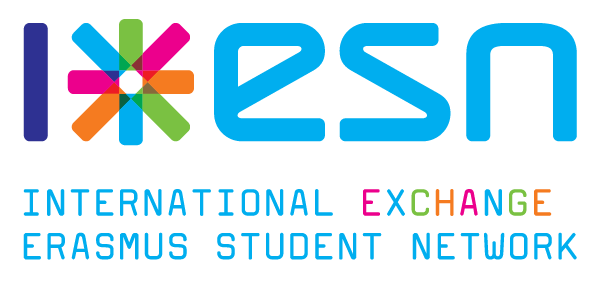 I esn
INTERNATIONAL EXCHANGE
ERASMUS STUDENT NETWORK